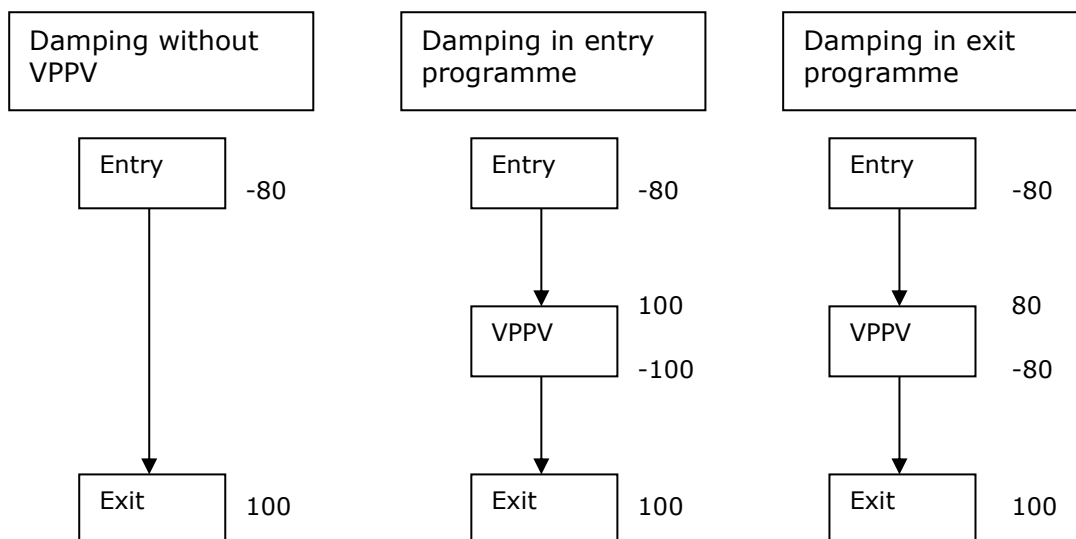 Damping without
VPPV
Entry
-80
Exit
100
Damping in entry
programme
Entry
-80
100
VPPV
-100
Exit
100
Damping in exit
programme
Entry
-80
80
VPPV
-80
Exit
100